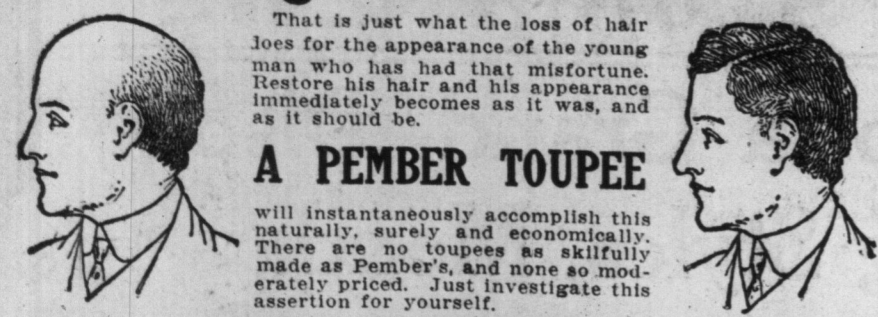 That is just what the loss of hair
does for the appearance of the young
man who has had that misfortune.
Restore his hair and his appearance
immediately becomes as it was, and
as it should be.
A PEMBER TOUPEE
will instantaneously accomplish this
naturally, surely and economically.
There are no toupees as skilfully
made as Pember's, and none so mod-
erately priced. Just investigate this
assertion for yourself.